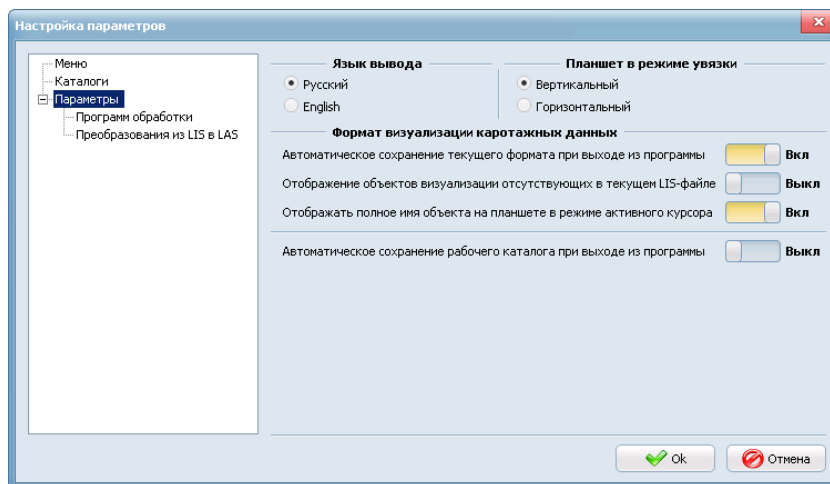 Настройка параметров
Меню
Каталоги
Параметры
Программ обработки
Преобразования из LIS в LAS
Язык вывода
Русский
English
Планшет в режиме увязки
Вертикальный
Горизонтальный
Формат визуализации каротажных данных
Автоматическое сохранение текущего формата при выходе из программы Вкл
Отображение объектов визуализации отсутствующих в текущем LIS-файле Выкл
Отображать полное имя объекта на планшете в режиме активного курсора Вкл
Автоматическое сохранение рабочего каталога при выходе из программы Выкл
Ok Отмена